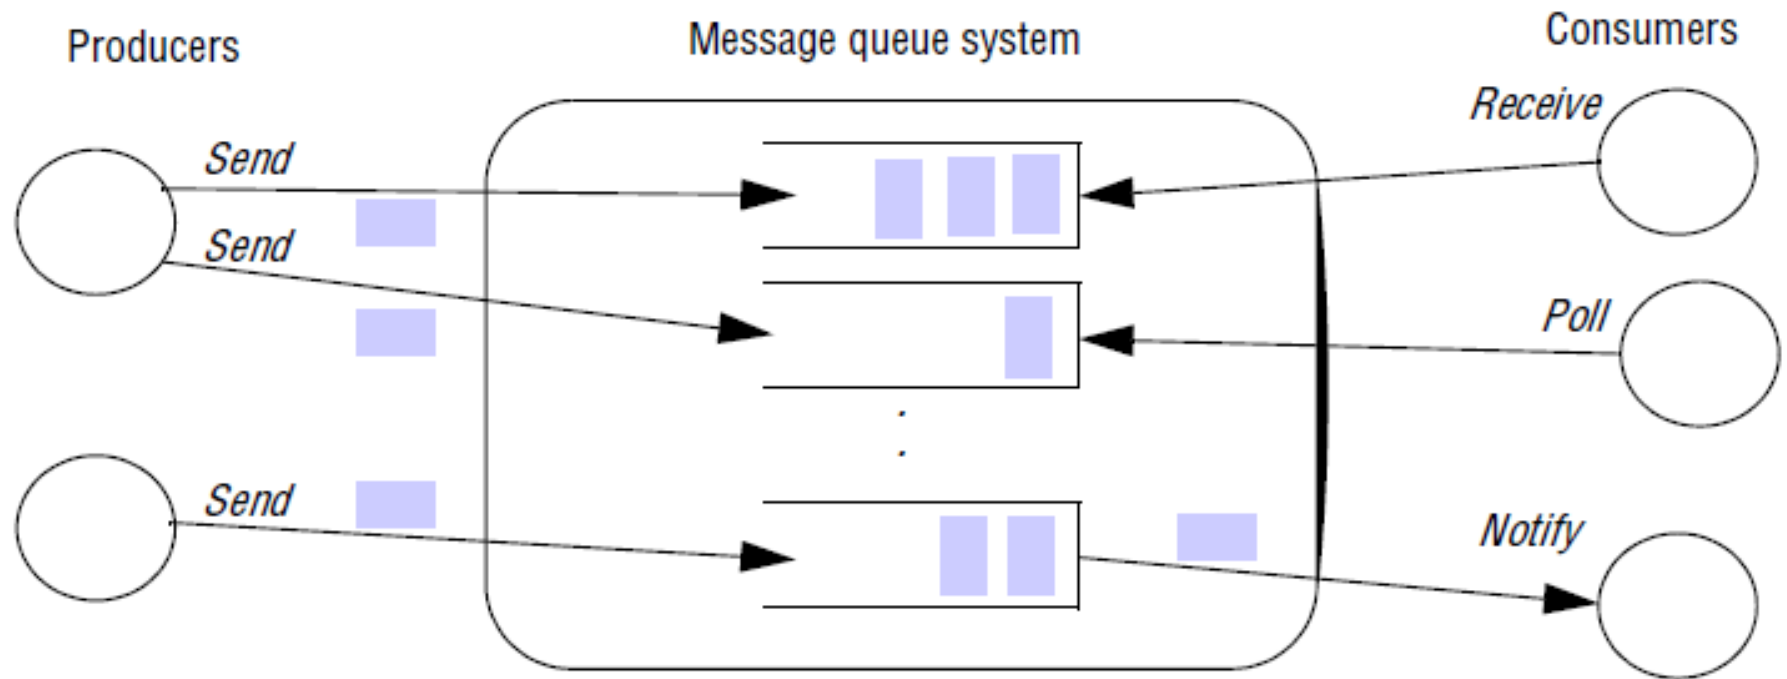 Producers
Message queue system
Consumers
Send
Receive
Send
Poll
Send
Notify